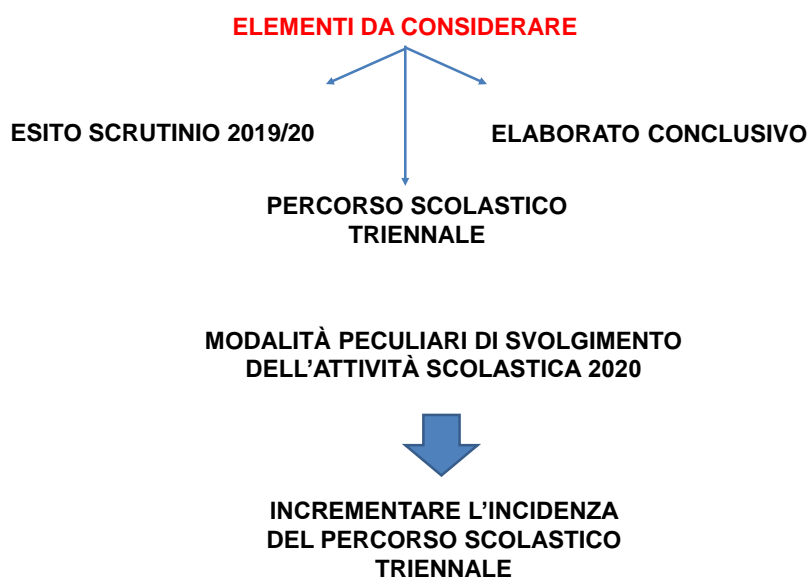 ELEMENTI DA CONSIDERARE
ESITO SCRUTINIO 2019/20
ELABORATO CONCLUSIVO
PERCORSO SCOLASTICO
TRIENNALE
MODALITÀ PECULIARI DI SVOLGIMENTO
DELL’ATTIVITÀ SCOLASTICA 2020
INCREMENTARE L’INCIDENZA
DEL PERCORSO SCOLASTICO
TRIENNALE